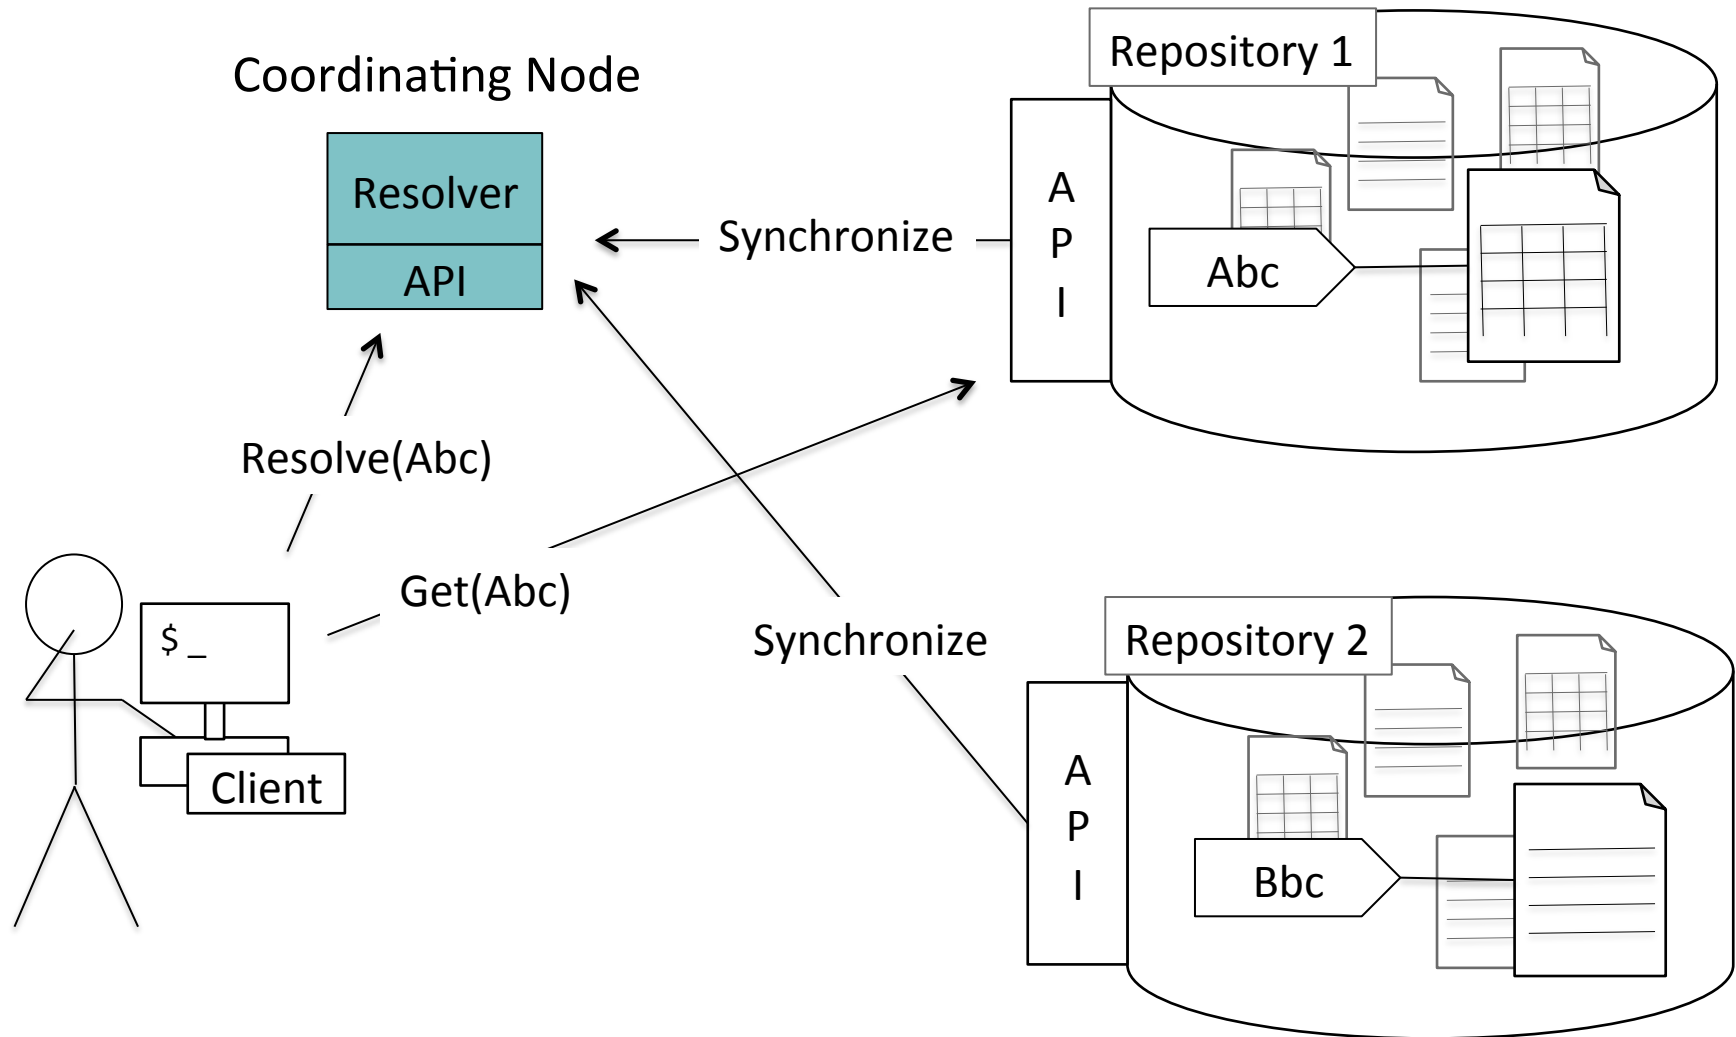 Repository 1
Coordinating Node
Resolver
API
Synchronize
A
P
I
Abc
Resolve(Abc)
Get(Abc)
$ _
Client
Synchronize
Repository 2
A
P
I
Bbc